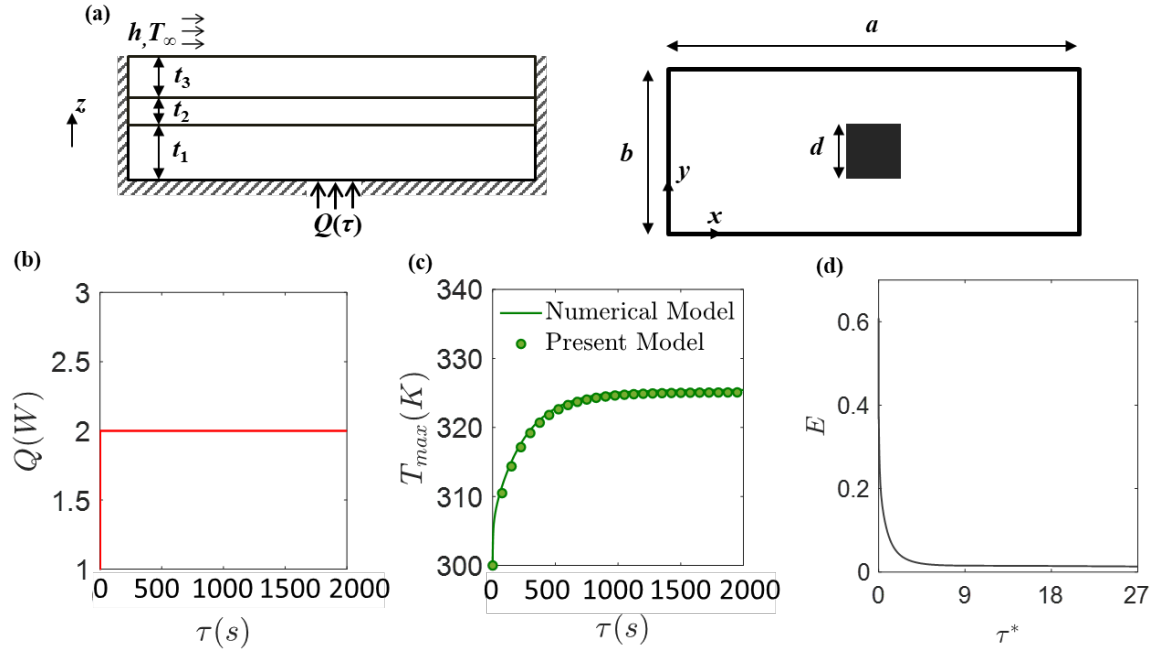 (a)
h, T∞
t3
t2
t1
z
Q(τ)
a
b
d
y
x
(b)
3
2.5
2
1.5
1
Q(W)
0 500 1000 1500 2000
τ(s)
(c)
340
330
320
310
300
Tmax(K)
Numerical Model
Present Model
0 500 1000 1500 2000
τ(s)
(d)
0.6
0.4
0.2
0
E
0 9 18 27
τ*